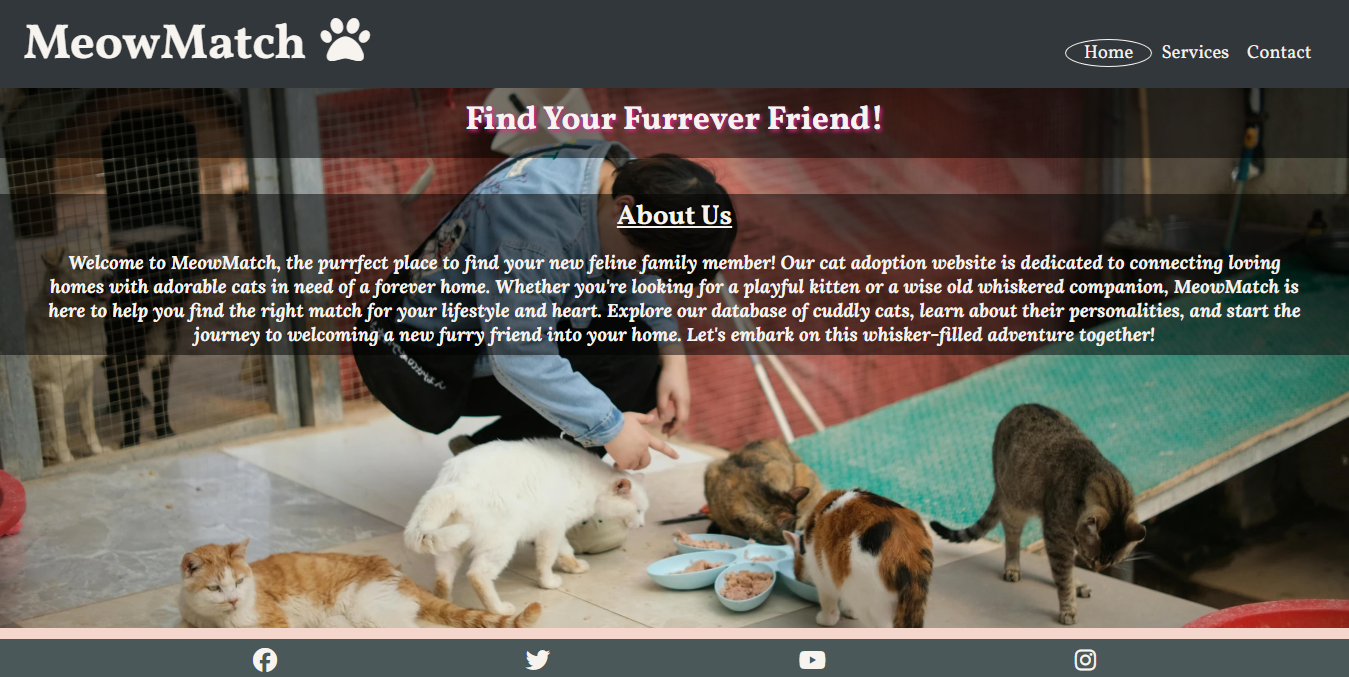 MeowMatch
Home Services Contact
Find Your Furrever Friend!
About Us
Welcome to MeowMatch, the purrfect place to find your new feline family member! Our cat adoption website is dedicated to connecting loving
homes with adorable cats in need of a forever home. Whether you're looking for a playful kitten or a wise old whiskered companion, MeowMatch is
here to help you find the right match for your lifestyle and heart. Explore our database of cuddly cats, learn about their personalities, and start the
journey to welcoming a new furry friend into your home. Let's embark on this whisker-filled adventure together!